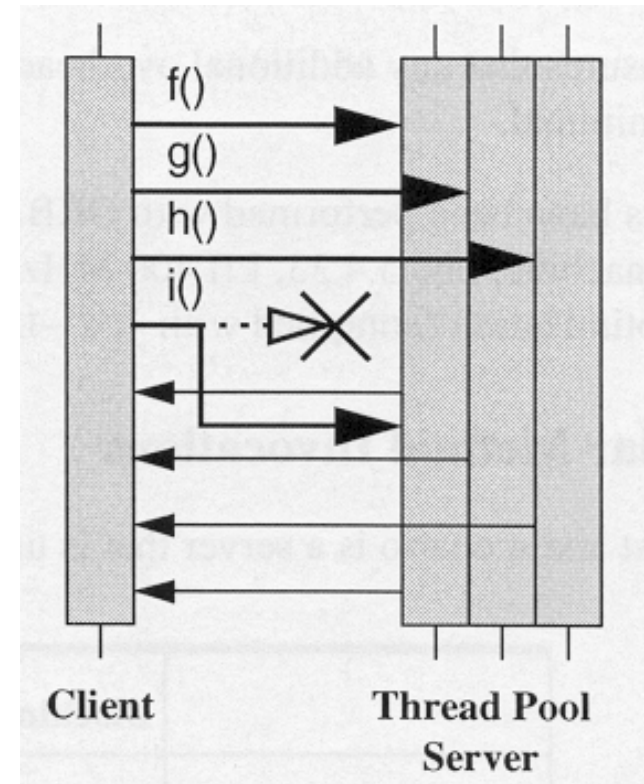 f()
g()
h()
i()
Client
Thread Pool
Server